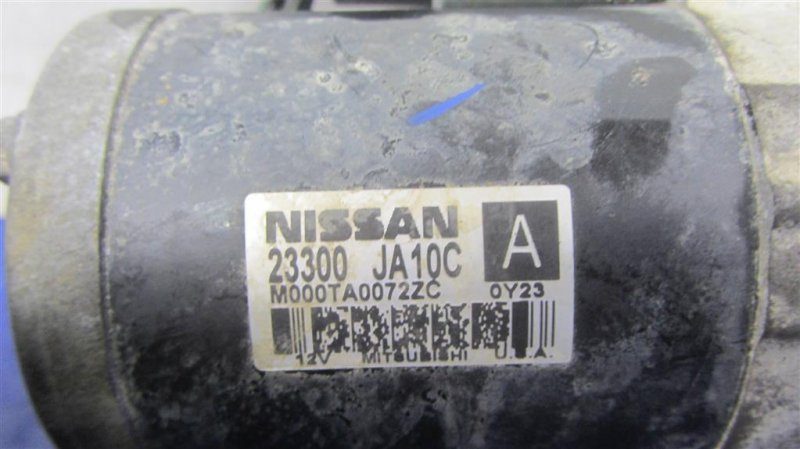 NISSAN A
23300 JA10C
M000TA0072ZC 0Y23
12V MITSUBISHI U.S.A.